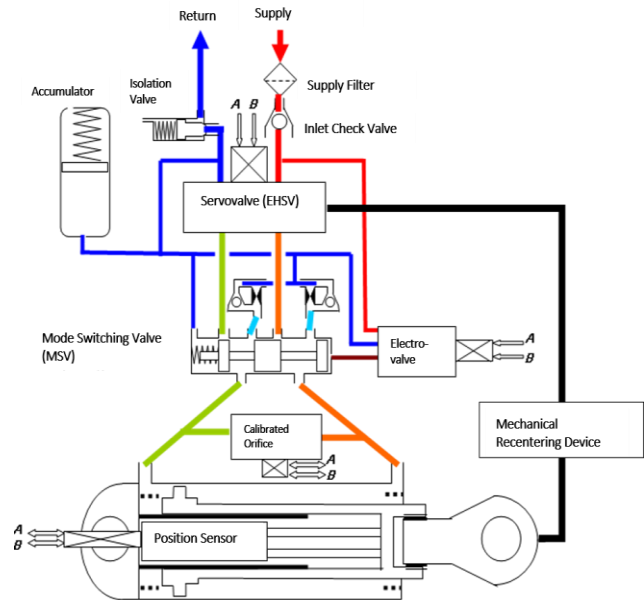 Return
Supply
Accumulator
Isolation
Valve
A B
Supply Filter
Inlet Check Valve
Servovalve (EHSV)
Mode Switching Valve
(MSV)
Electro-
valve
A
B
Calibrated
Orifice
A
B
Mechanical
Recentering Device
A
B
Position Sensor